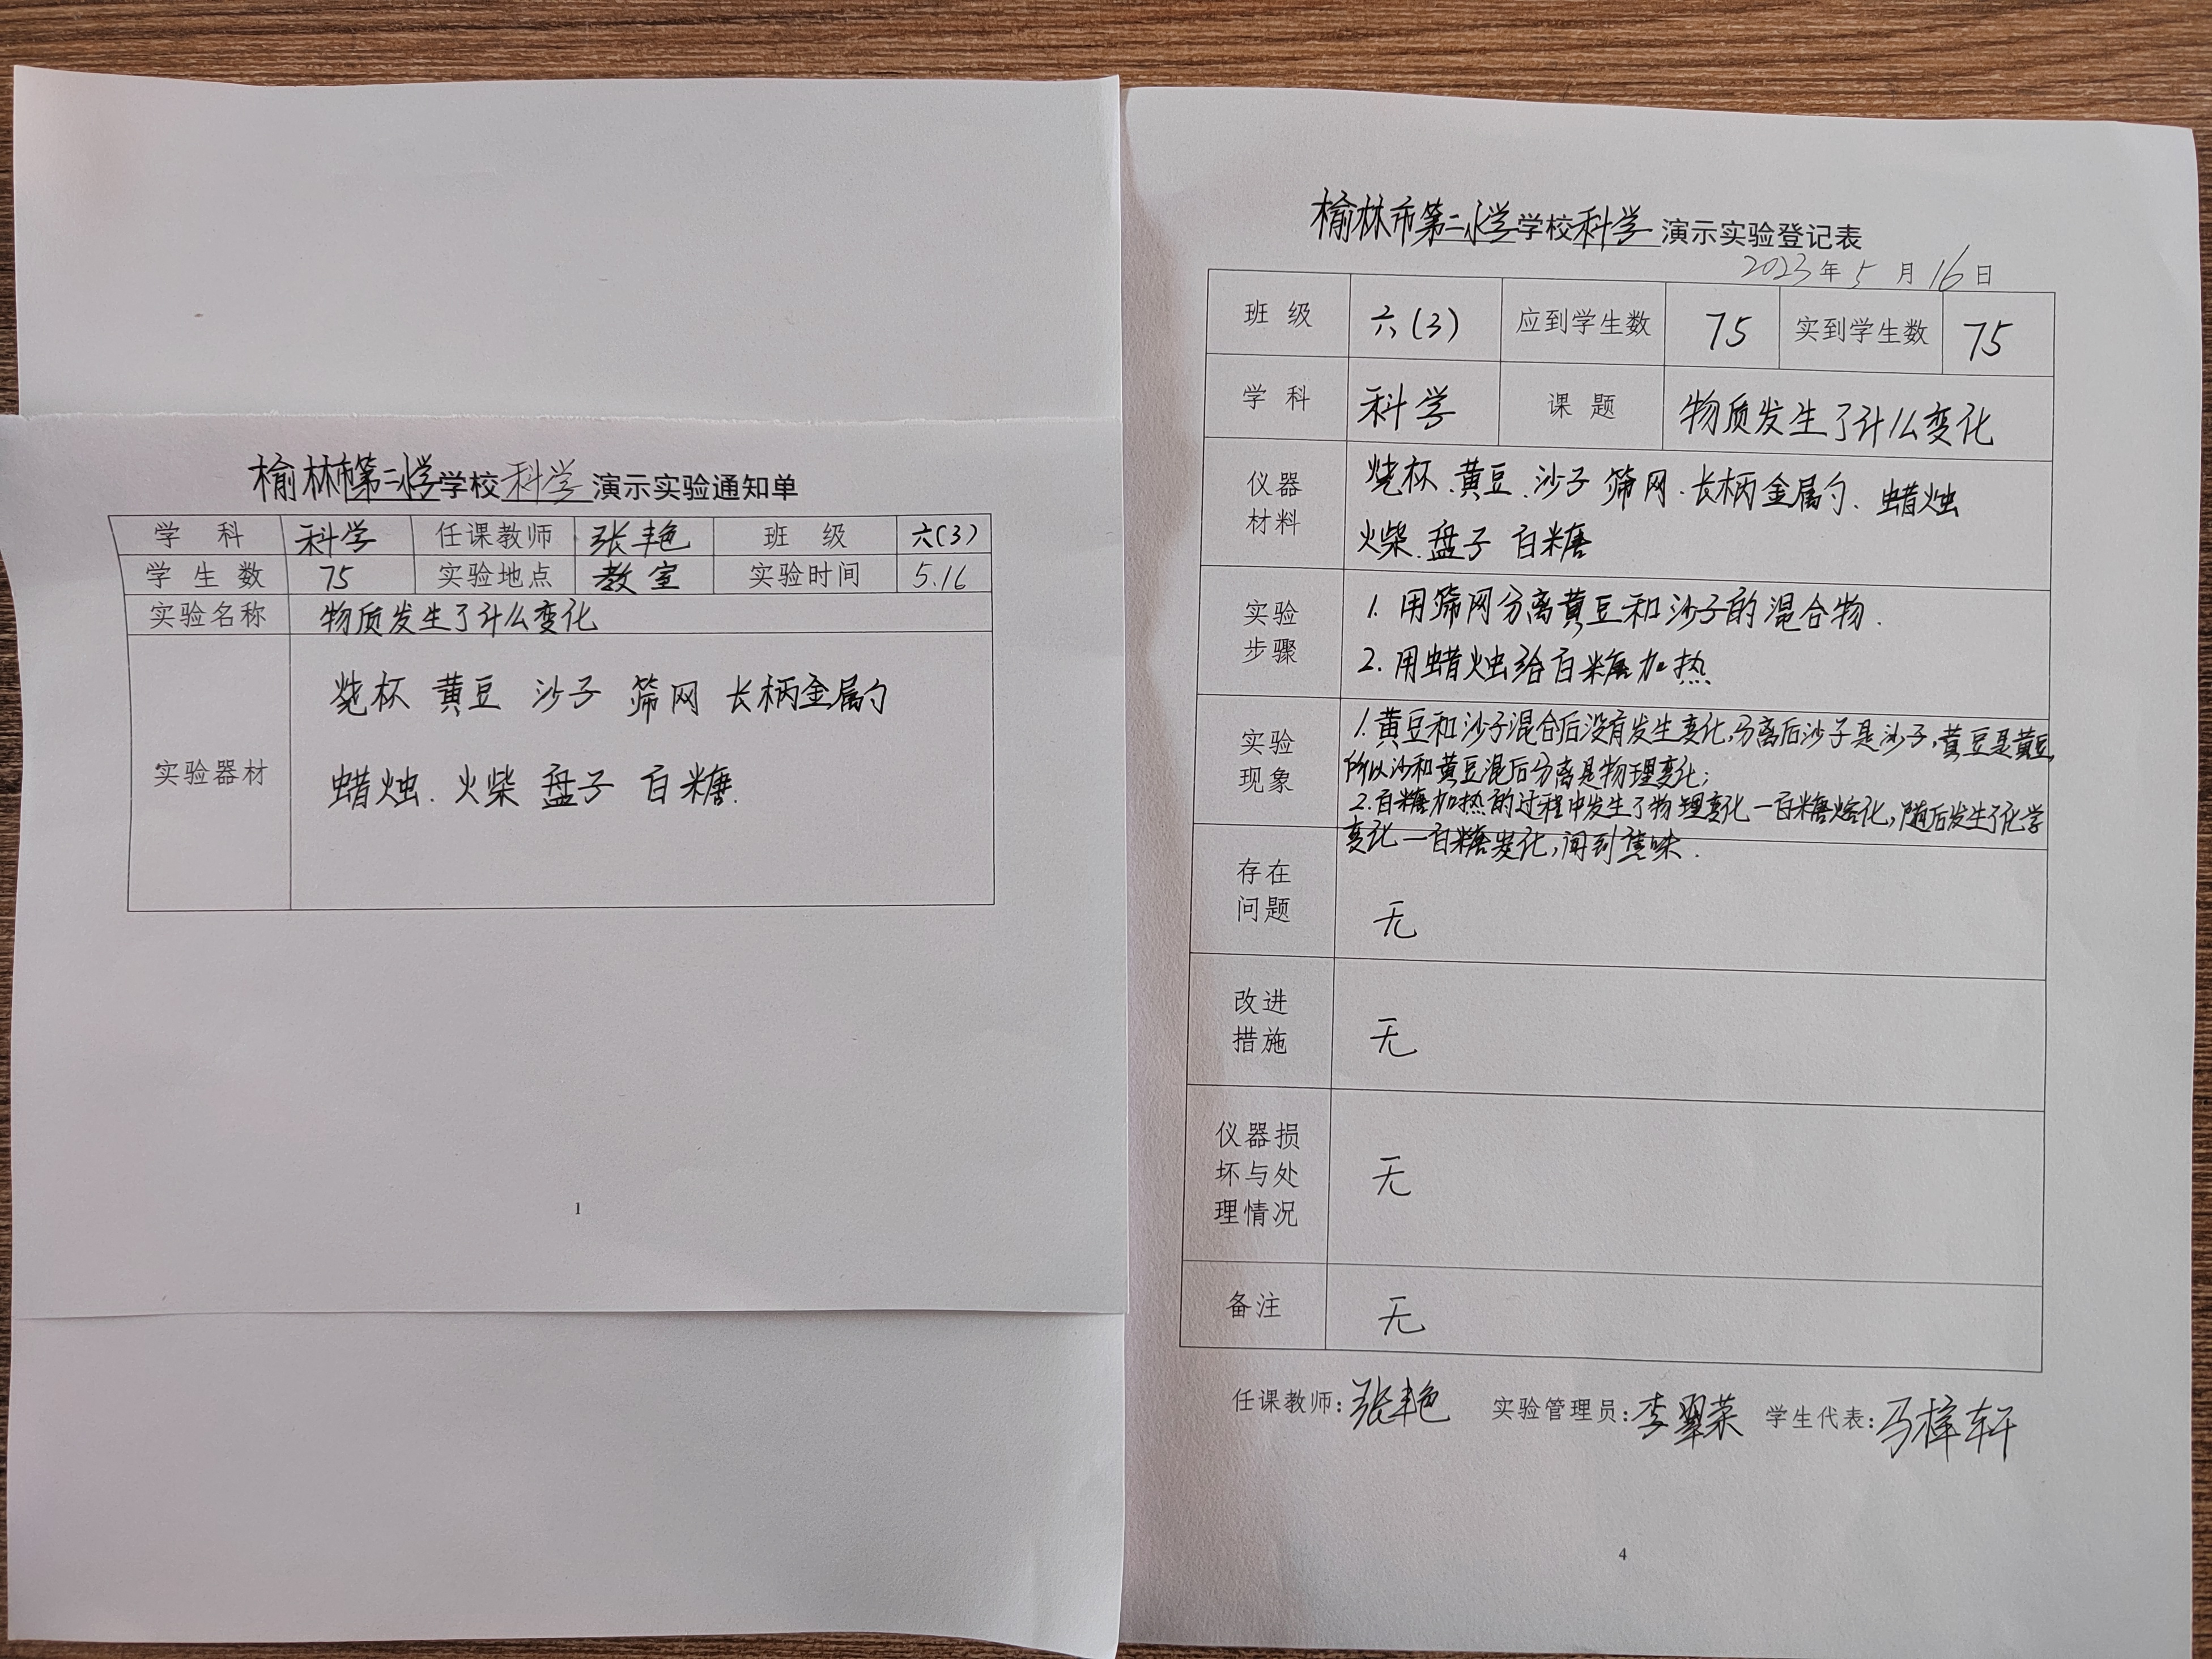 榆林市第二小学学校科学演示实验通知单
学 科 科学 任课教师 张艳 班 级 六(3)
学 生 数 75 实验地点 教室 实验时间 5.16
实验名称 物质发生了什么变化
实验器材 烧杯 黄豆 沙子 筛网 长柄金属勺
蜡烛.火柴 盘子 白糖.
1
榆林市第二小学学校科学演示实验登记表
2023年5月16日
班 级 六(3) 应到学生数 75 实到学生数 75
学 科 科学 课 题 物质发生了什么变化
仪器
材料
烧杯、黄豆、沙子 筛网.长柄金属勺、蜡烛
火柴.盘子 白糖
实验
步骤
1. 用筛网分离黄豆和沙子的混合物.
2. 用蜡烛给白糖加热
实验
现象
1.黄豆和沙子混合后没有发生变化,分离后沙子是沙子,黄豆是黄豆,
所以沙和黄豆混后分离是物理变化;
2.白糖加热的过程中发生了物理变化—白糖熔化,随后发生了化学
变化—白糖炭化,闻到焦味.
存在
问题
无
改进
措施
无
仪器损
坏与处
理情况
无
备注 无
任课教师:张艳 实验管理员:李翠荣 学生代表:马梓轩
4